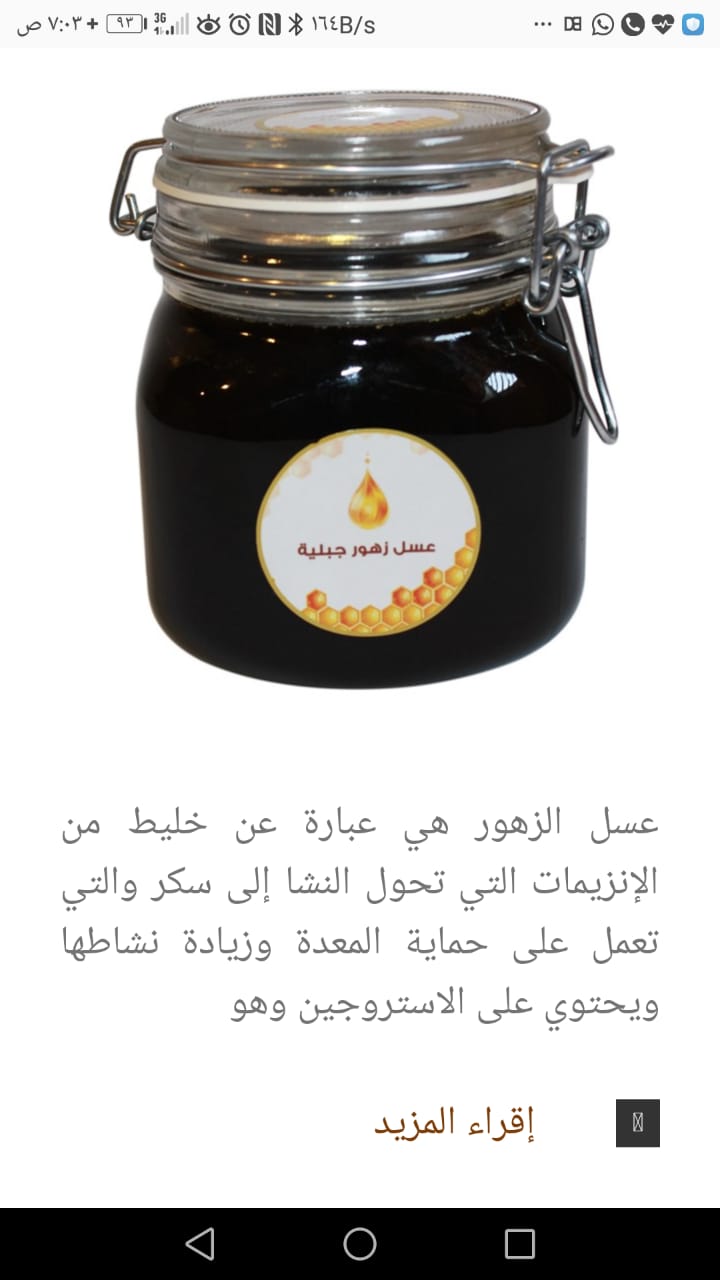 ٧:٠٣ ص
٩٣
3G
١٦٤B/s
عسل زهور جبلية
عسل الزهور هي عبارة عن خليط من
الإنزيمات التي تحول النشا إلى سكر والتي
تعمل على حماية المعدة وزيادة نشاطها
ويحتوي على الاستروجين وهو
إقراء المزيد